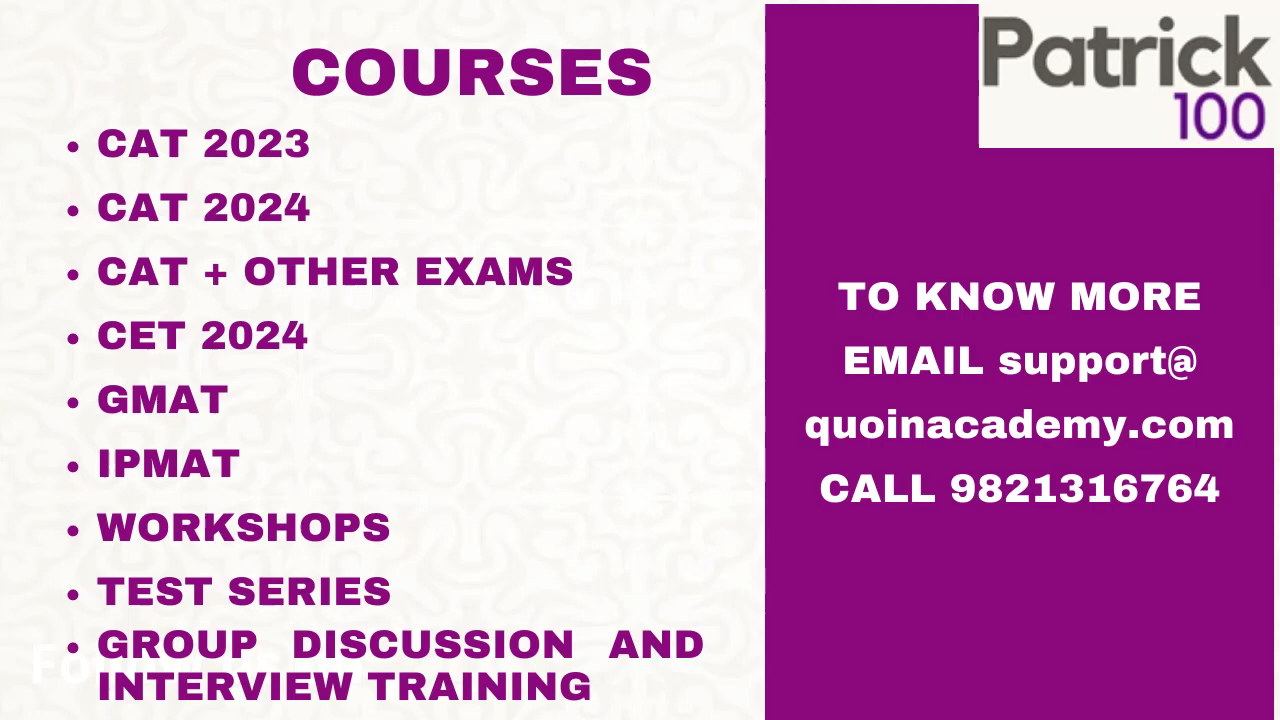 COURSES
• CAT 2023
• CAT 2024
• CAT + OTHER EXAMS
• CET 2024
• GMAT
• IPMAT
• WORKSHOPS
• TEST SERIES
• GROUP DISCUSSION AND
INTERVIEW TRAINING
Patrick
100
TO KNOW MORE
EMAIL support@
quoinacademy.com
CALL 9821316764